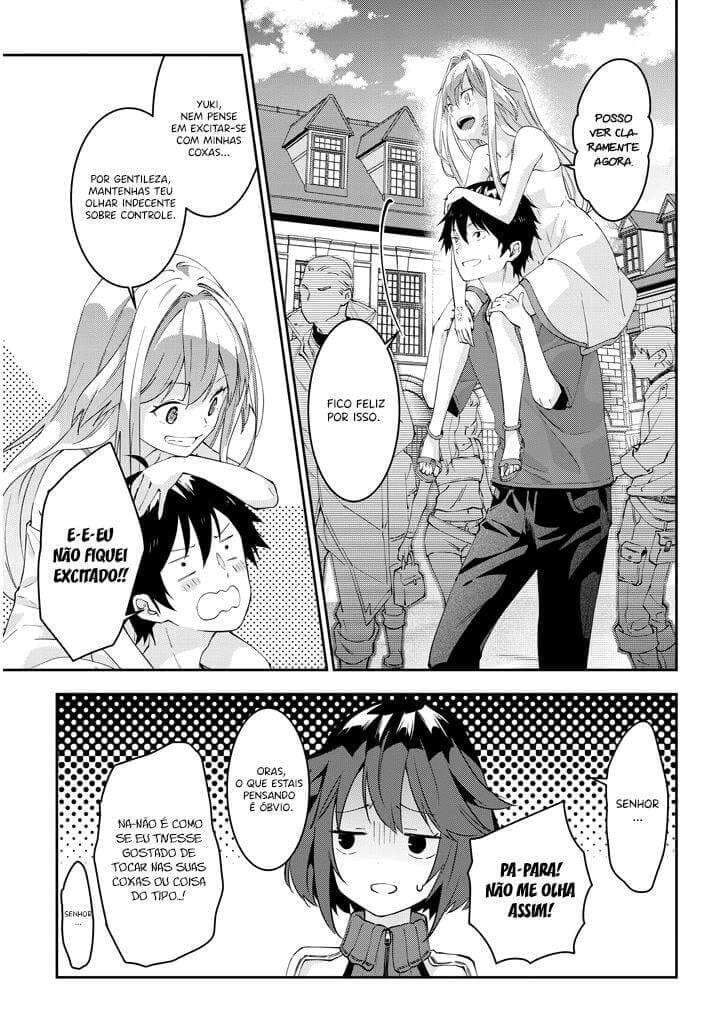 POSSO
VER CLA-
RAMENTE
AGORA.
FICO FELIZ
POR ISSO.
YUKI,
NEM PENSE
EM EXCITAR-SE
COM MINHAS
COXAS...
POR GENTILEZA,
MANTENHAS TEU
OLHAR INDECENTE
SOBRE CONTROLE.
E-E-EU
NÃO FIQUEI
EXCITADO!!
SENHOR
...
PA-PARA!
NÃO ME OLHA
ASSIM!
ORAS,
O QUE ESTAIS
PENSANDO
É ÓBVIO.
NA-NÃO É COMO
SE EU TIVESSE
GOSTADO DE
TOCAR NAS SUAS
COXAS OU COISA
DO TIPO..!
SENHOR
...